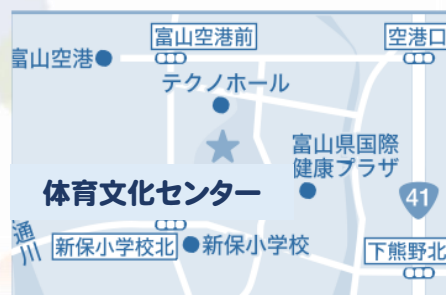 富山空港前
空港口
富山空港
テクノホール
富山県国際
健康プラザ
体育文化センター
41
通川
新保小学校北
新保小学校
下熊野北